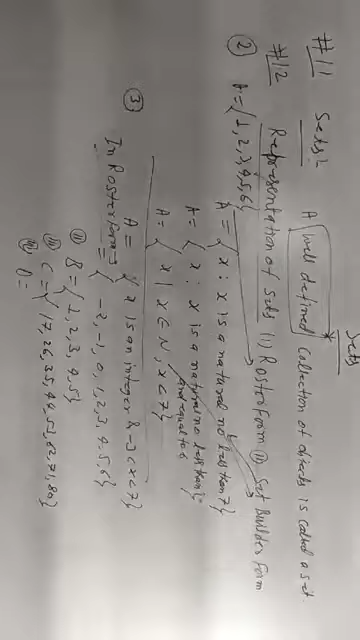 Sets
#11 Sets:- A well defined collection of objects is called a set.
#12 Representation of Sets (i) Roster form (ii) Set Builder form
② A = {1, 2, 3, 4, 5, 6}
A = { x : x is a natural no less than 7}
A = { x : x is a natural no less than
and equal to 6
A = { x | x ∈ N, x < 7}
③ A = { x is an integer & -3 < x < 7}
In Roster form = { -2, -1, 0, 1, 2, 3, 4, 5, 6}
(ii) B = {1, 2, 3, 4, 5}
(iii) C = {17, 26, 35, 44, 53, 62, 71, 80}
(iv) D =